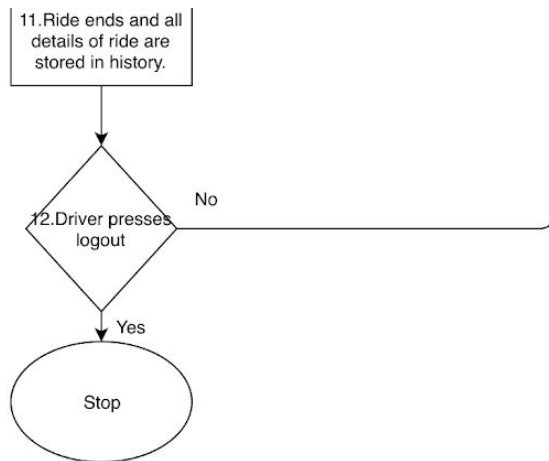 11.Ride ends and all
details of ride are
stored in history.
No
12.Driver presses
logout
Yes
Stop